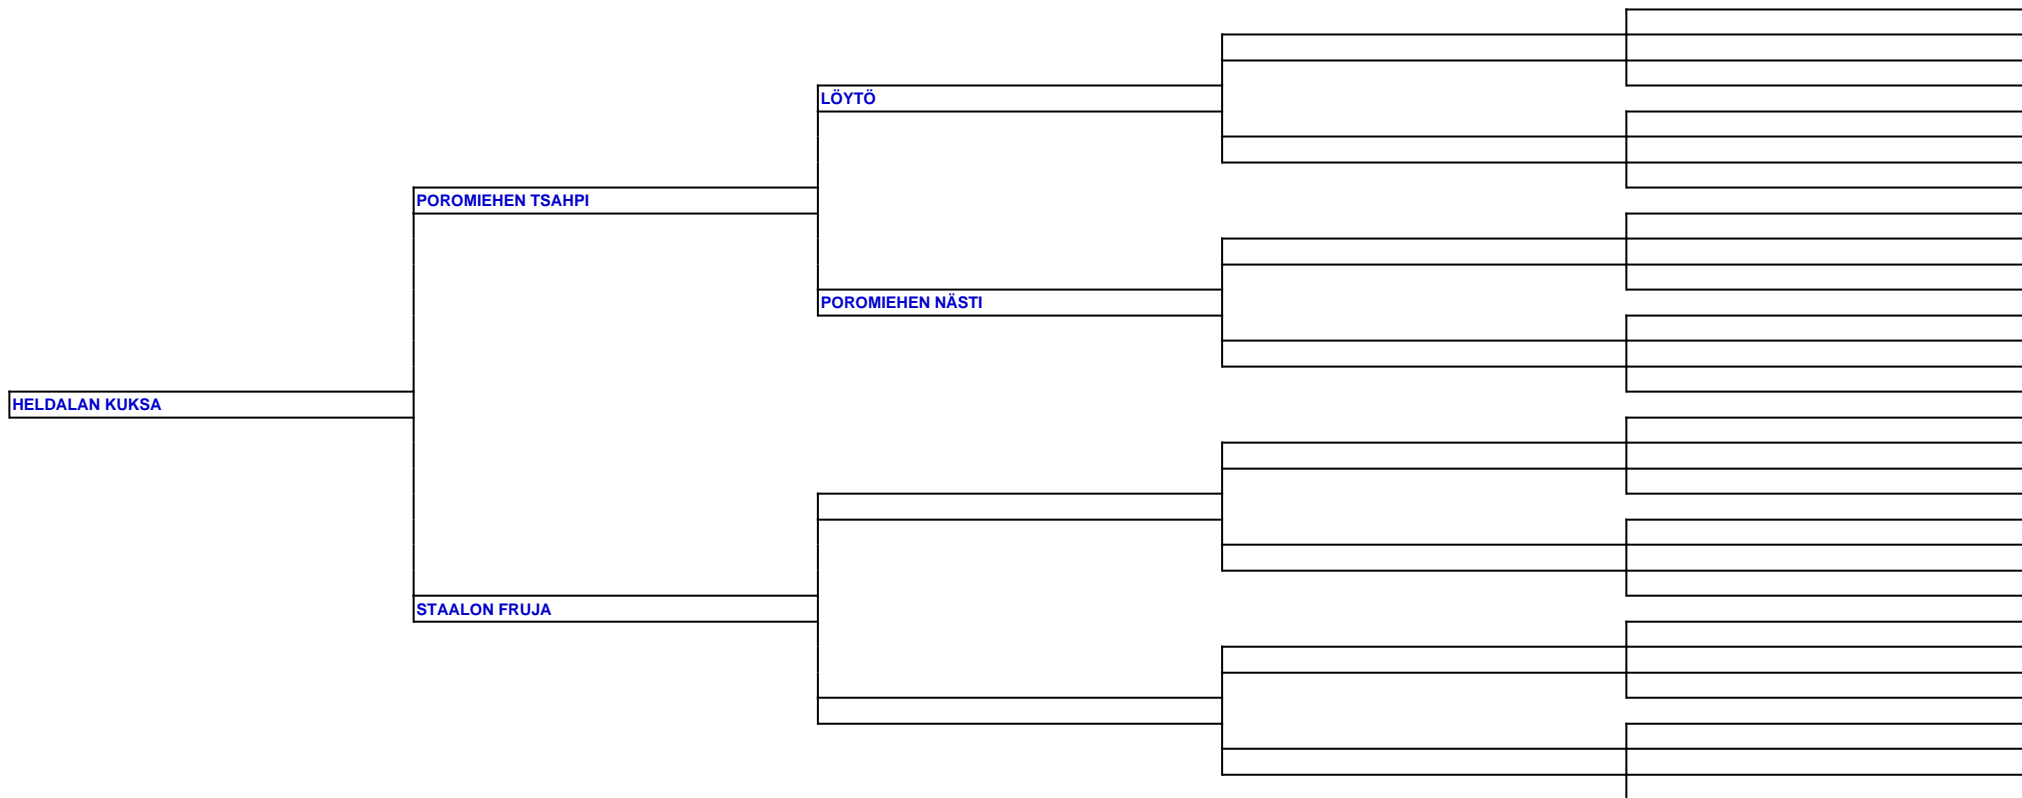 LÖYTÖ
POROMIEHEN TSAHPI
POROMIEHEN NÄSTI
HELDALAN KUKSA
STAALON FRUJA